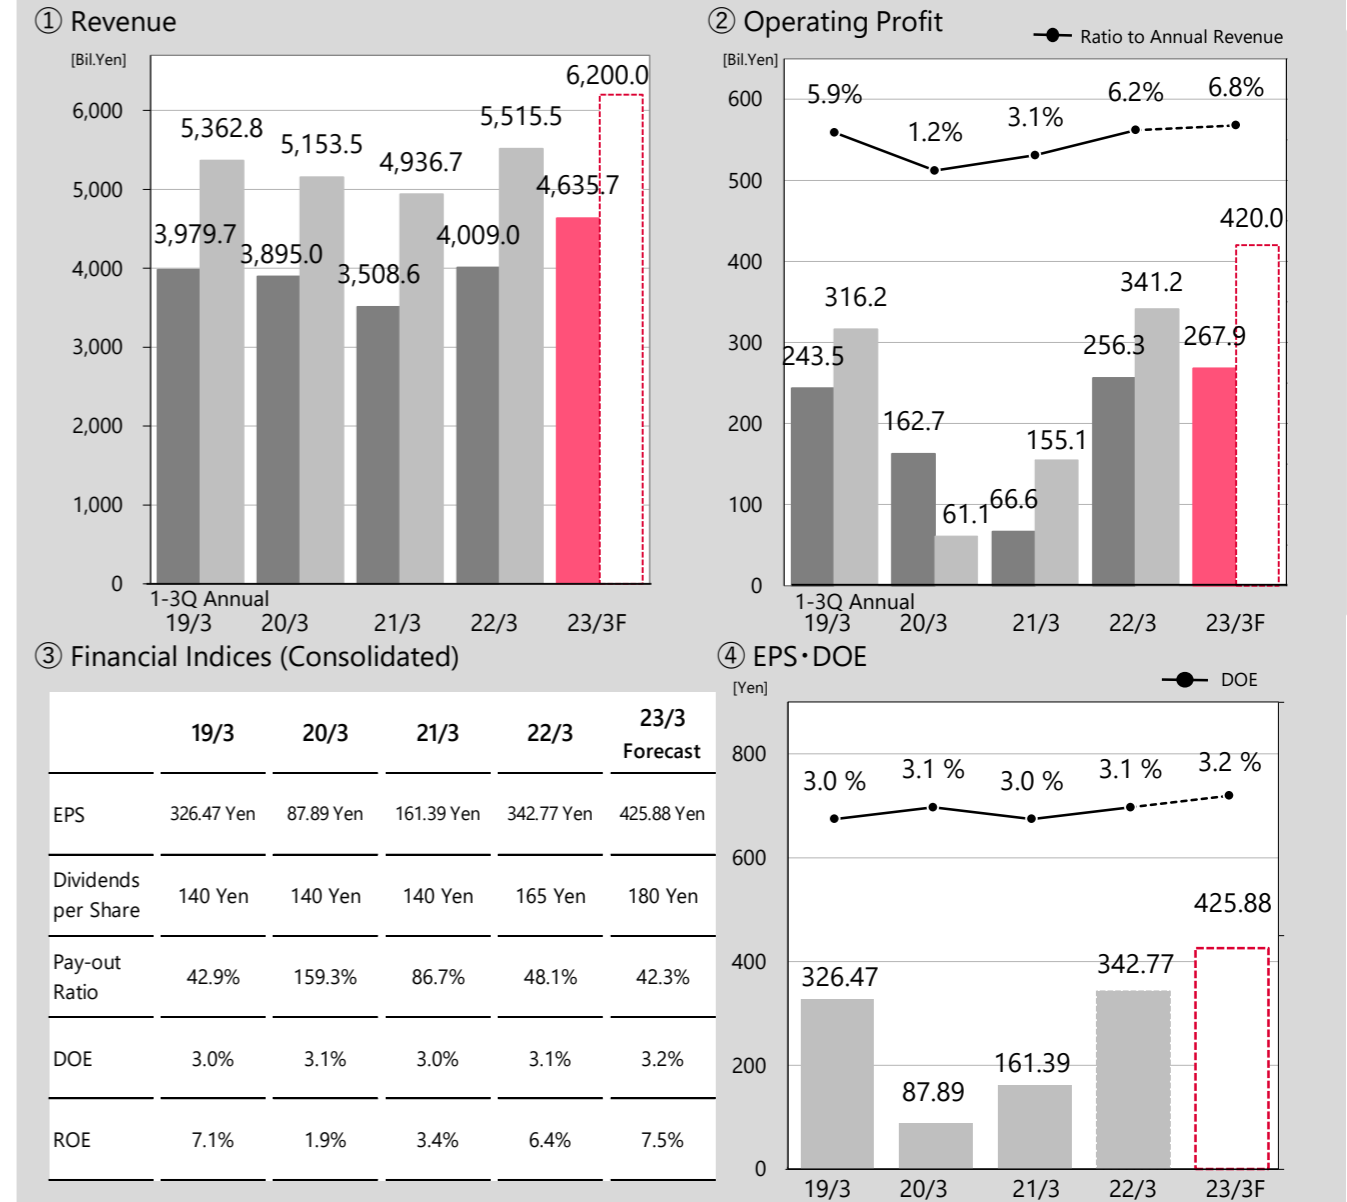 ① Revenue
[Bil.Yen]
6,200.0
6,000
5,515.5
5,362.8
5,153.5
4,936.7
5,000
4,635.7
3,979.7
4,009.0
3,895.0
3,508.6
4,000
3,000
2,000
1,000
0
1-3Q Annual
19/3 20/3 21/3 22/3 23/3F
② Operating Profit
Ratio to Annual Revenue
[Bil.Yen]
600
5.9% 1.2% 3.1% 6.2% 6.8%
500
420.0
400
316.2
341.2
300
243.5
256.3
267.9
200
162.7
155.1
100
61.1
66.6
0
1-3Q Annual
19/3 20/3 21/3 22/3 23/3F
③ Financial Indices (Consolidated)
19/3 20/3 21/3 22/3 23/3
Forecast
EPS 326.47 Yen 87.89 Yen 161.39 Yen 342.77 Yen 425.88 Yen
Dividends
per Share 140 Yen 140 Yen 140 Yen 165 Yen 180 Yen
Pay-out
Ratio 42.9% 159.3% 86.7% 48.1% 42.3%
DOE 3.0% 3.1% 3.0% 3.1% 3.2%
ROE 7.1% 1.9% 3.4% 6.4% 7.5%
④ EPS・DOE
[Yen]
DOE
800
3.0 % 3.1 % 3.0 % 3.1 % 3.2 %
600
425.88
400
326.47
342.77
200
161.39
87.89
0
19/3 20/3 21/3 22/3 23/3F